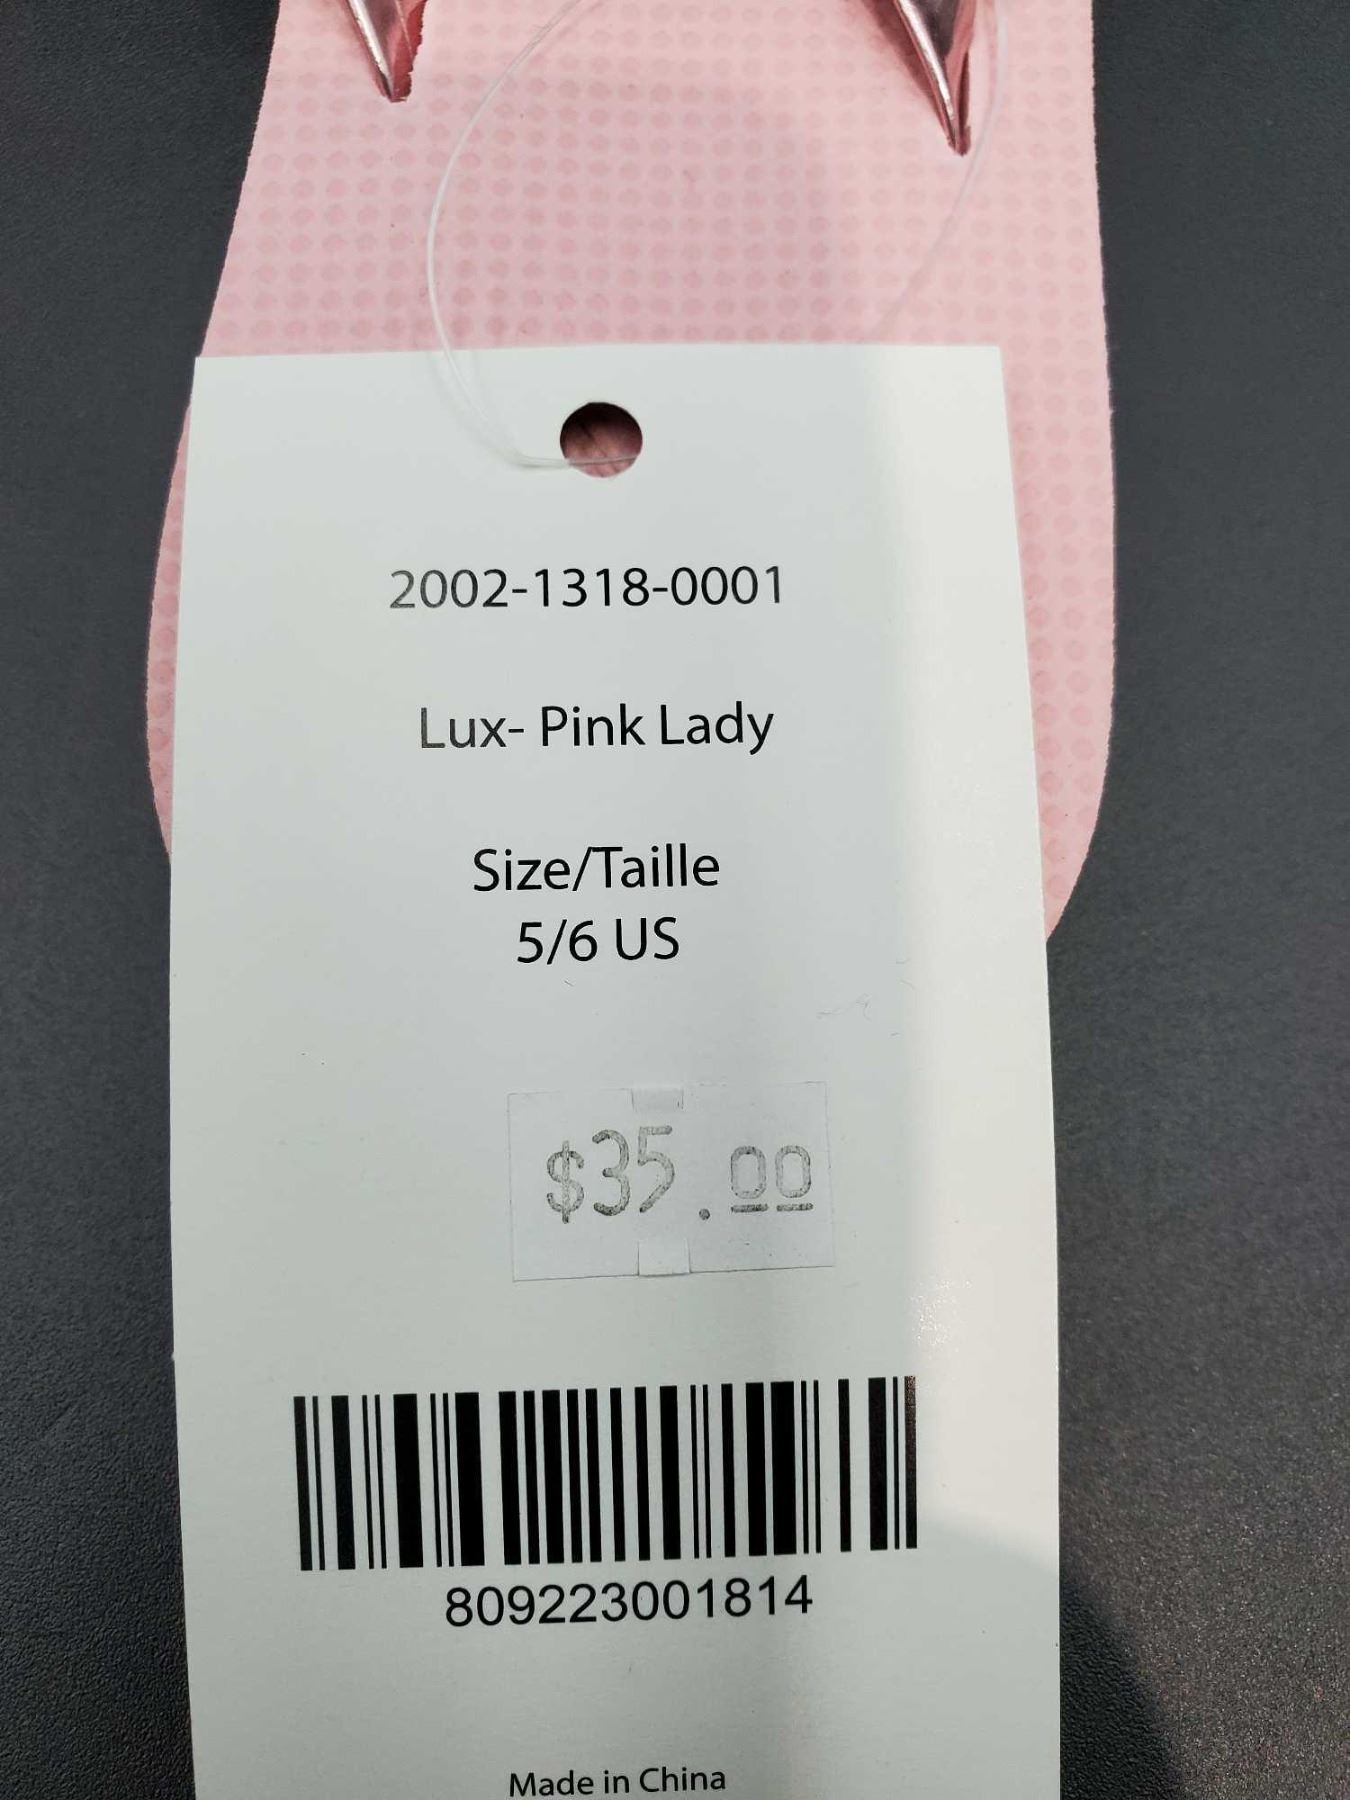 2002-1318-0001
Lux- Pink Lady
Size/Taille
5/6 US
$35.00
809223001814
Made in China